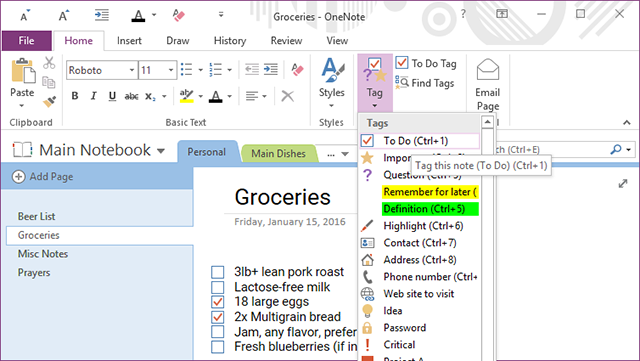 Groceries - OneNote
File Home Insert Draw History Review View
Roboto 11
Paste
B I U abc X₂ A
Styles
Tag
To Do Tag
Find Tags
Email Page
Clipboard Basic Text Styles
Tags
To Do (Ctrl+1)
Tag this note (To Do) (Ctrl+1)
Question
Remember for later (
Definition (Ctrl+5)
Highlight (Ctrl+6)
Contact (Ctrl+7)
Address (Ctrl+8)
Phone number (Ctrl+
Web site to visit
Idea
Password
Critical
Project A
Main Notebook Personal Main Dishes ...
(Ctrl+E)
Add Page
Beer List
Groceries
Misc Notes
Prayers
Groceries
Friday, January 15, 2016
3lb+ lean pork roast
Lactose-free milk
18 large eggs
2x Multigrain bread
Jam, any flavor, prefer
Fresh blueberries (if in